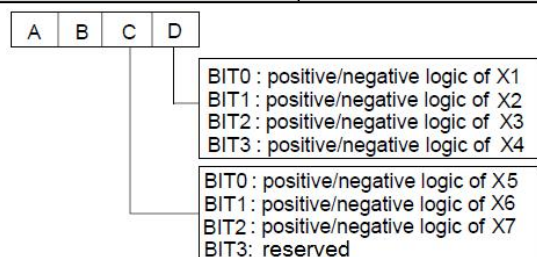 A B C D
BIT0 : positive/negative logic of X1
BIT1 : positive/negative logic of X2
BIT2 : positive/negative logic of X3
BIT3 : positive/negative logic of X4
BIT0 : positive/negative logic of X5
BIT1 : positive/negative logic of X6
BIT2 : positive/negative logic of X7
BIT3: reserved